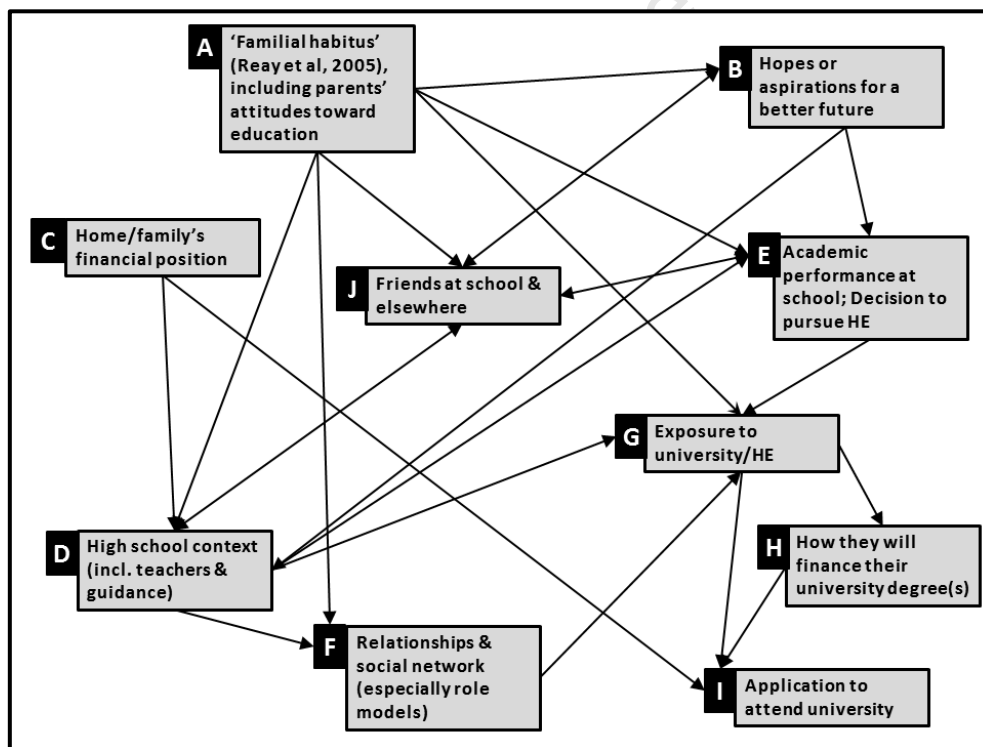 A
‘Familial habitus’
(Reay et al, 2005),
including parents’
attitudes toward
education
B
Hopes or
aspirations for a
better future
C
Home/family’s
financial position
J
Friends at school &
elsewhere
E
Academic
performance at
school; Decision to
pursue HE
G
Exposure to
university/HE
D
High school context
(incl. teachers &
guidance)
H
How they will
finance their
university degree(s)
F
Relationships &
social network
(especially role
models)
I
Application to
attend university